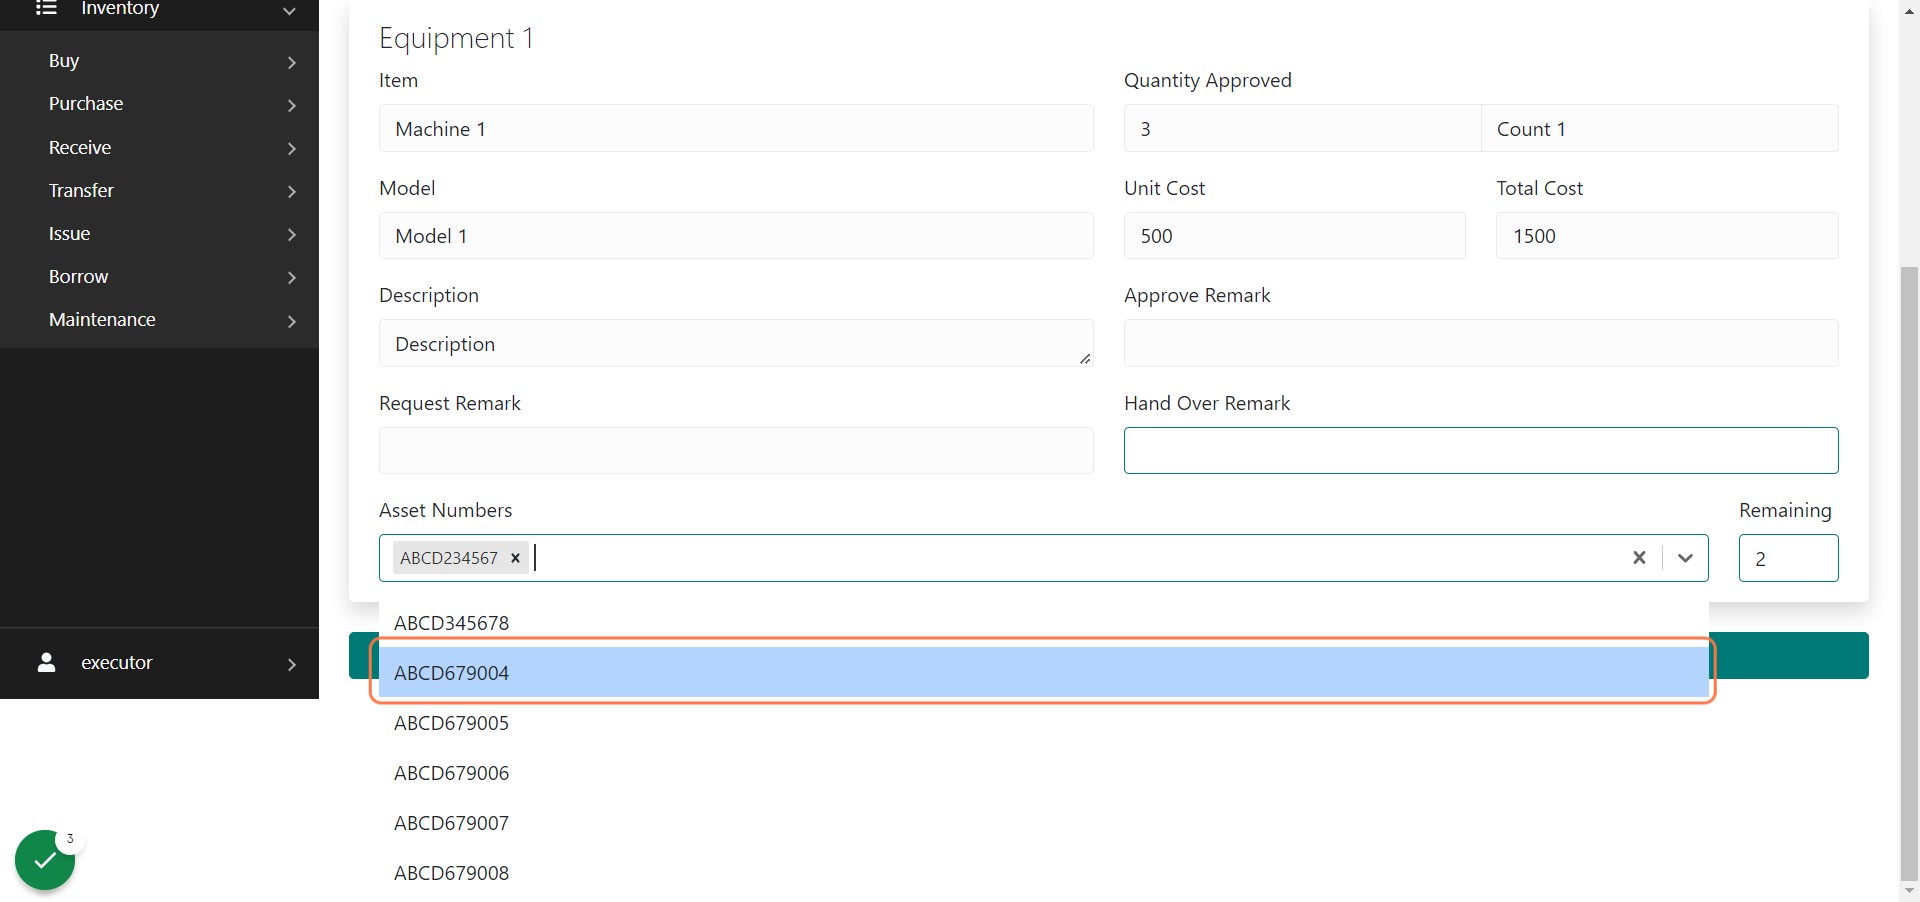 Inventory
Buy
Purchase
Receive
Transfer
Issue
Borrow
Maintenance
executor
3
Equipment 1
Item
Quantity Approved
Machine 1
3
Count 1
Model
Unit Cost
Total Cost
Model 1
500
1500
Description
Approve Remark
Description
Request Remark
Hand Over Remark
Asset Numbers
Remaining
ABCD234567
2
ABCD345678
ABCD679004
ABCD679005
ABCD679006
ABCD679007
ABCD679008